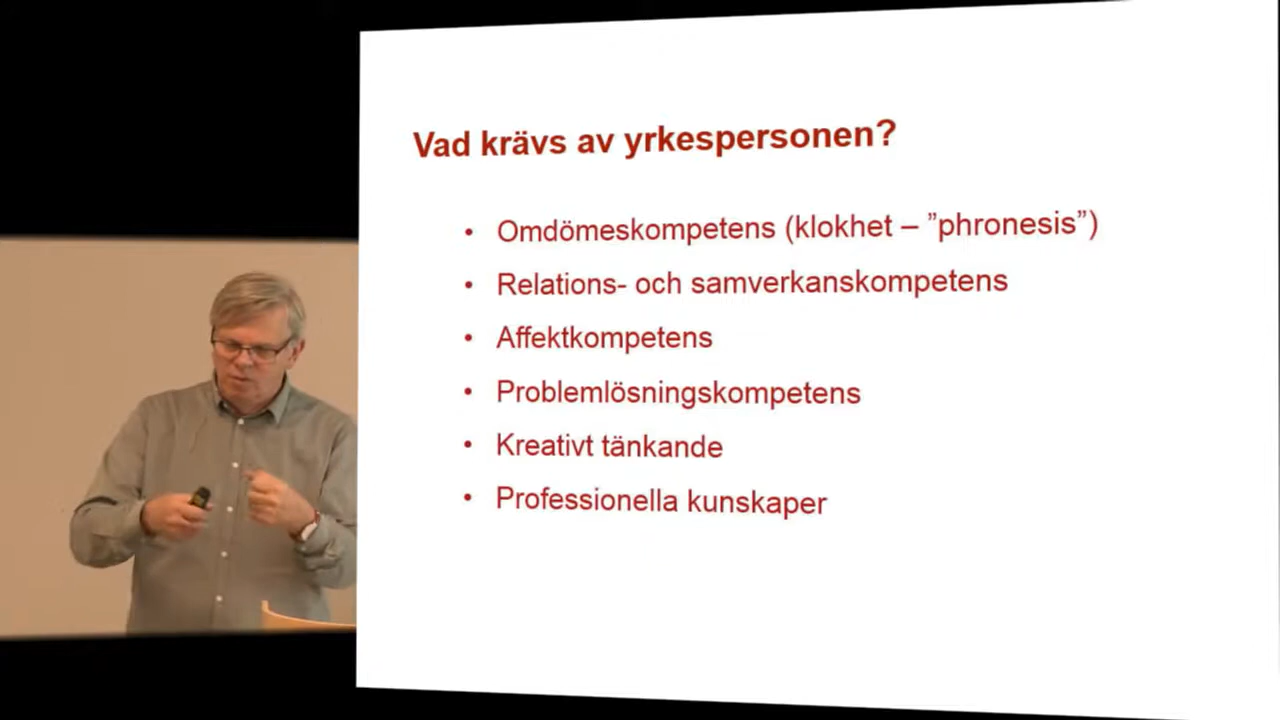 Vad krävs av yrkespersonen?
• Omdömeskompetens (klokhet – ”phronesis”)
• Relations- och samverkanskompetens
• Affektkompetens
• Problemlösningskompetens
• Kreativt tänkande
• Professionella kunskaper